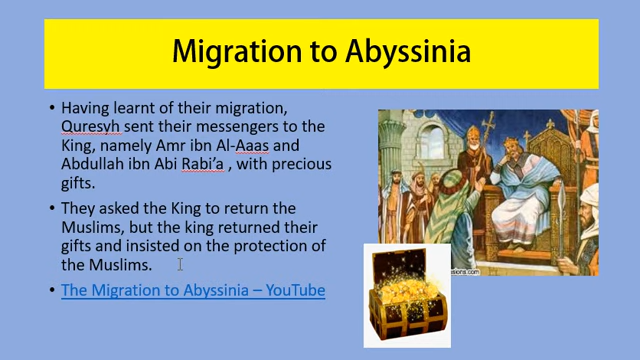 Migration to Abyssinia
• Having learnt of their migration,
Quresyh sent their messengers to the
King, namely Amr ibn Al-Aaas and
Abdullah ibn Abi Rabi’a , with precious
gifts.
• They asked the King to return the
Muslims, but the king returned their
gifts and insisted on the protection of
the Muslims.
• The Migration to Abyssinia – YouTube